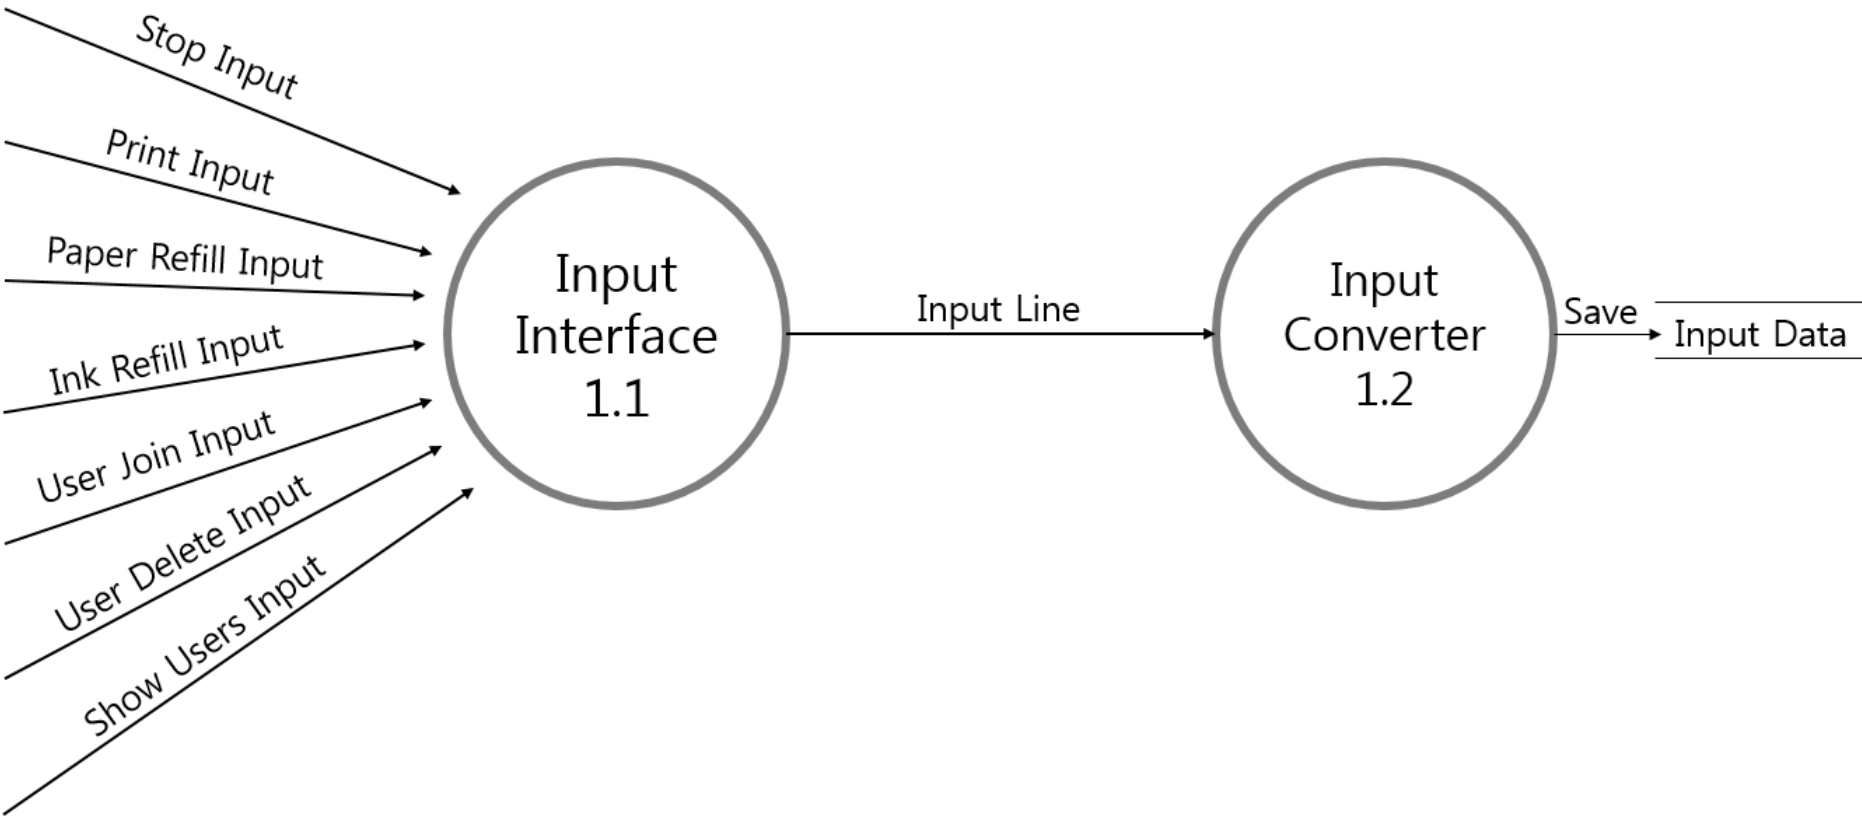 Stop Input
Print Input
Paper Refill Input
Ink Refill Input
User Join Input
User Delete Input
Show Users Input
Input
Interface
1.1
Input Line
Input
Converter
1.2
Save
Input Data